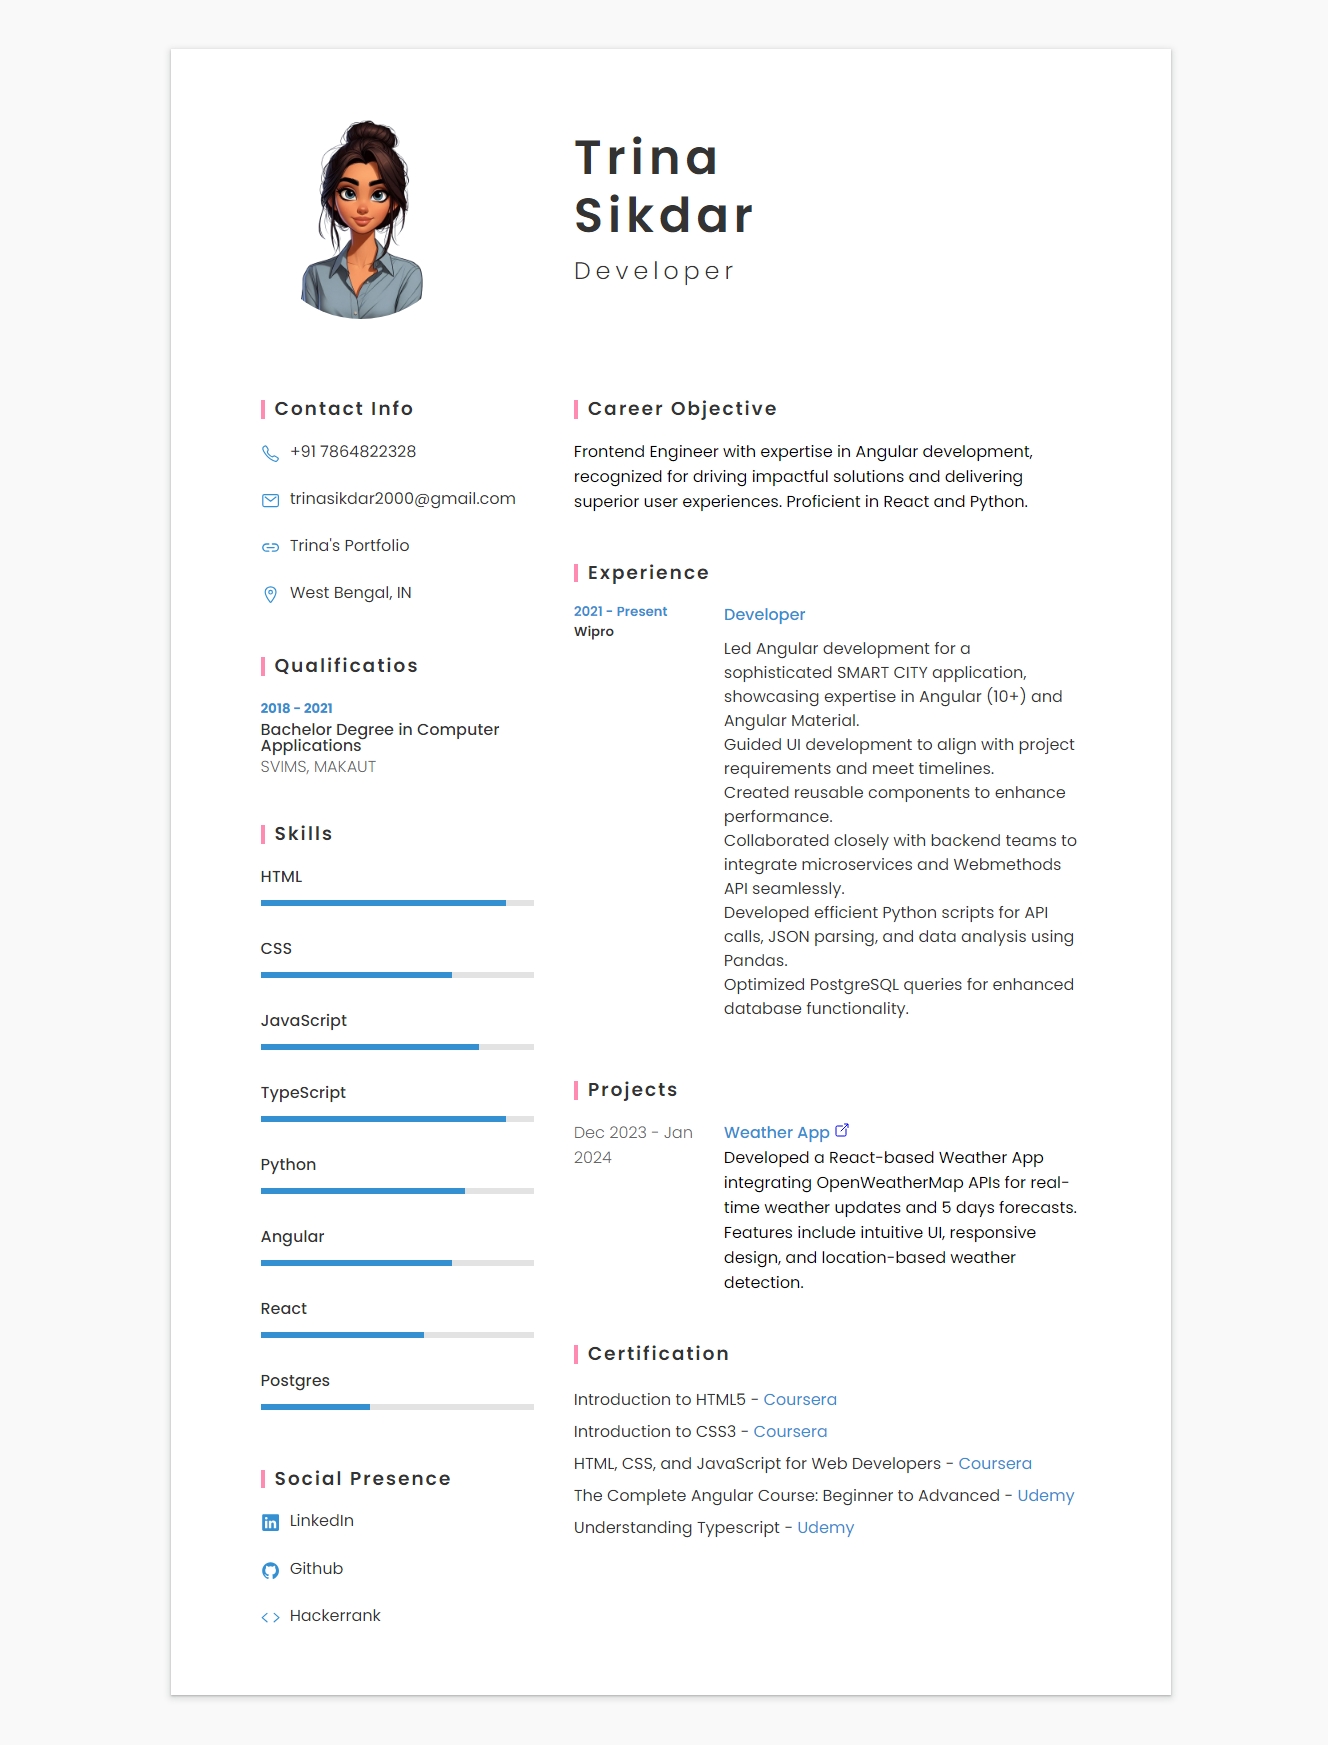 Trina
Sikdar
Developer
Contact Info
+91 7864822328
trinasikdar2000@gmail.com
Trina's Portfolio
West Bengal, IN
Qualificatios
2018 - 2021
Bachelor Degree in Computer
Applications
SVIMS, MAKAUT
Skills
HTML
CSS
JavaScript
TypeScript
Python
Angular
React
Postgres
Social Presence
LinkedIn
Github
Hackerrank
Career Objective
Frontend Engineer with expertise in Angular development,
recognized for driving impactful solutions and delivering
superior user experiences. Proficient in React and Python.
Experience
2021 - Present
Wipro
Developer
Led Angular development for a
sophisticated SMART CITY application,
showcasing expertise in Angular (10+) and
Angular Material.
Guided UI development to align with project
requirements and meet timelines.
Created reusable components to enhance
performance.
Collaborated closely with backend teams to
integrate microservices and Webmethods
API seamlessly.
Developed efficient Python scripts for API
calls, JSON parsing, and data analysis using
Pandas.
Optimized PostgreSQL queries for enhanced
database functionality.
Projects
Dec 2023 - Jan
2024
Weather App
Developed a React-based Weather App
integrating OpenWeatherMap APIs for real-
time weather updates and 5 days forecasts.
Features include intuitive UI, responsive
design, and location-based weather
detection.
Certification
Introduction to HTML5 - Coursera
Introduction to CSS3 - Coursera
HTML, CSS, and JavaScript for Web Developers - Coursera
The Complete Angular Course: Beginner to Advanced - Udemy
Understanding Typescript - Udemy